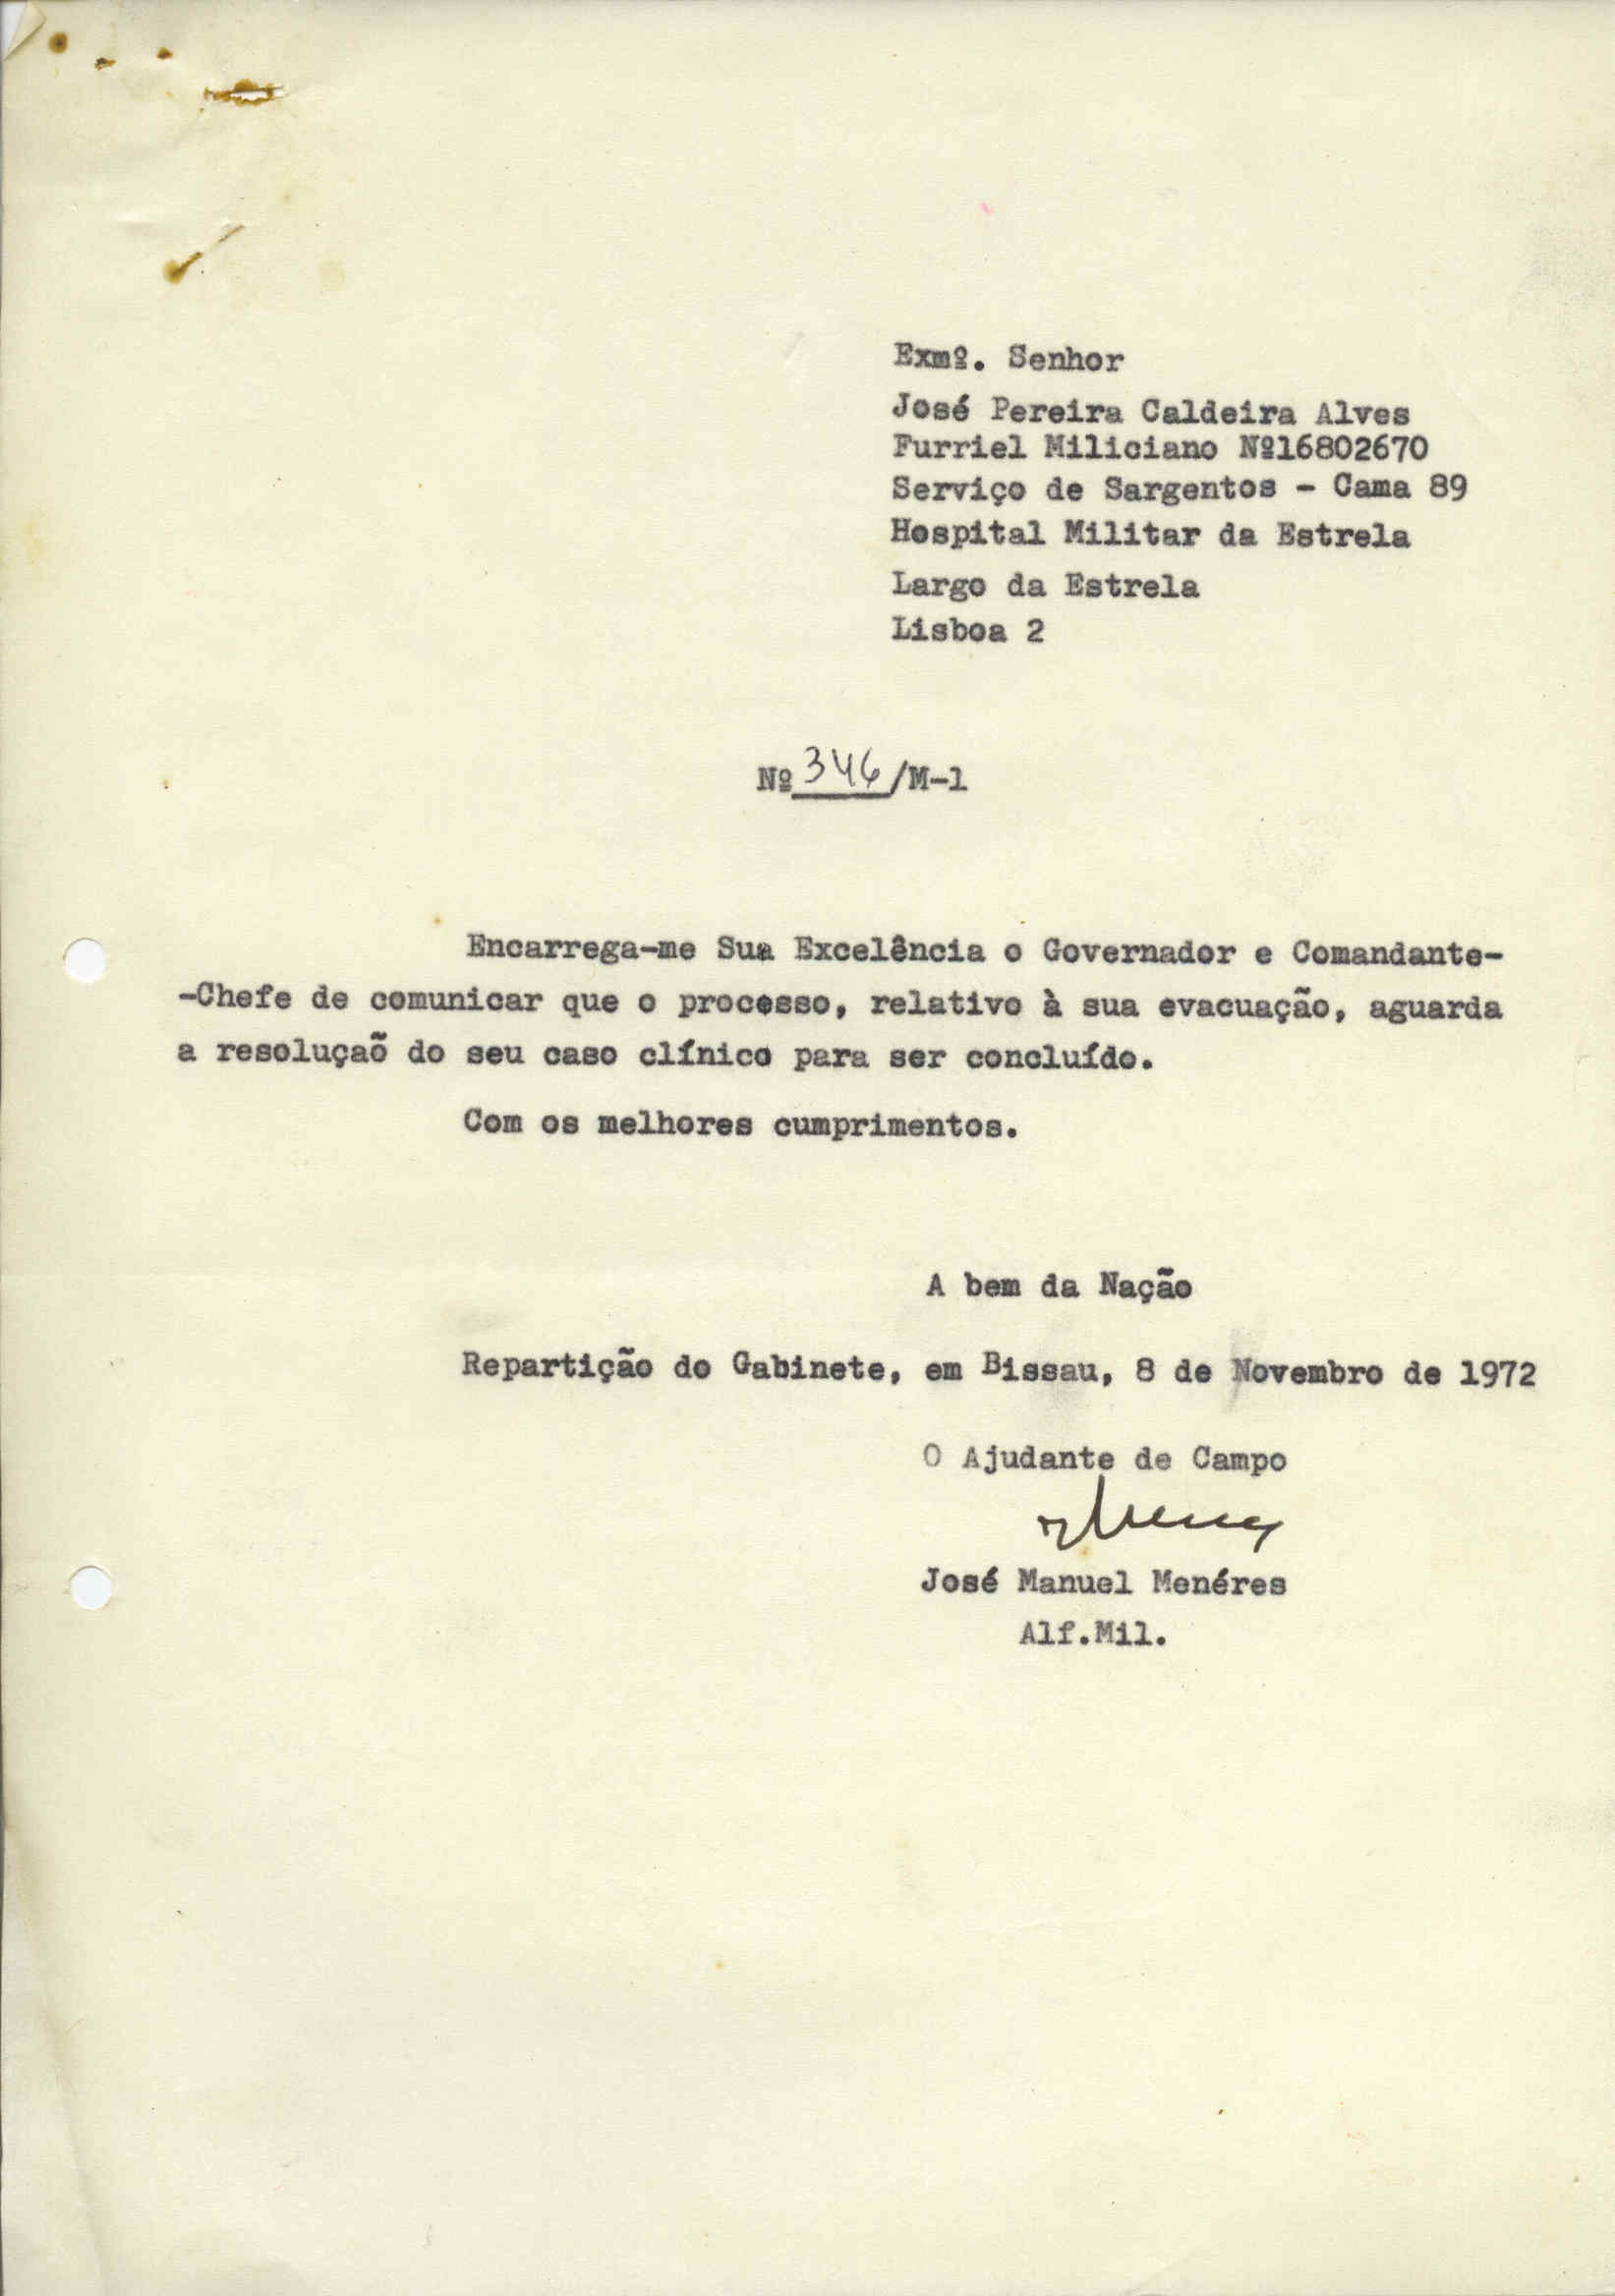 Exmº. Senhor
José Pereira Caldeira Alves
Furriel Miliciano Nº16802670
Serviço de Sargentos - Cama 89
Hospital Militar da Estrela
Largo da Estrela
Lisboa 2
Nº 346/M-1
Encarrega-me Sua Excelência o Governador e Comandante-
-Chefe de comunicar que o processo, relativo à sua evacuação, aguarda
a resoluçaõ do seu caso clínico para ser concluído.
Com os melhores cumprimentos.
A bem da Nação
Repartição do Gabinete, em Bissau, 8 de Novembro de 1972
O Ajudante de Campo
José Manuel Menéres
Alf.Mil.